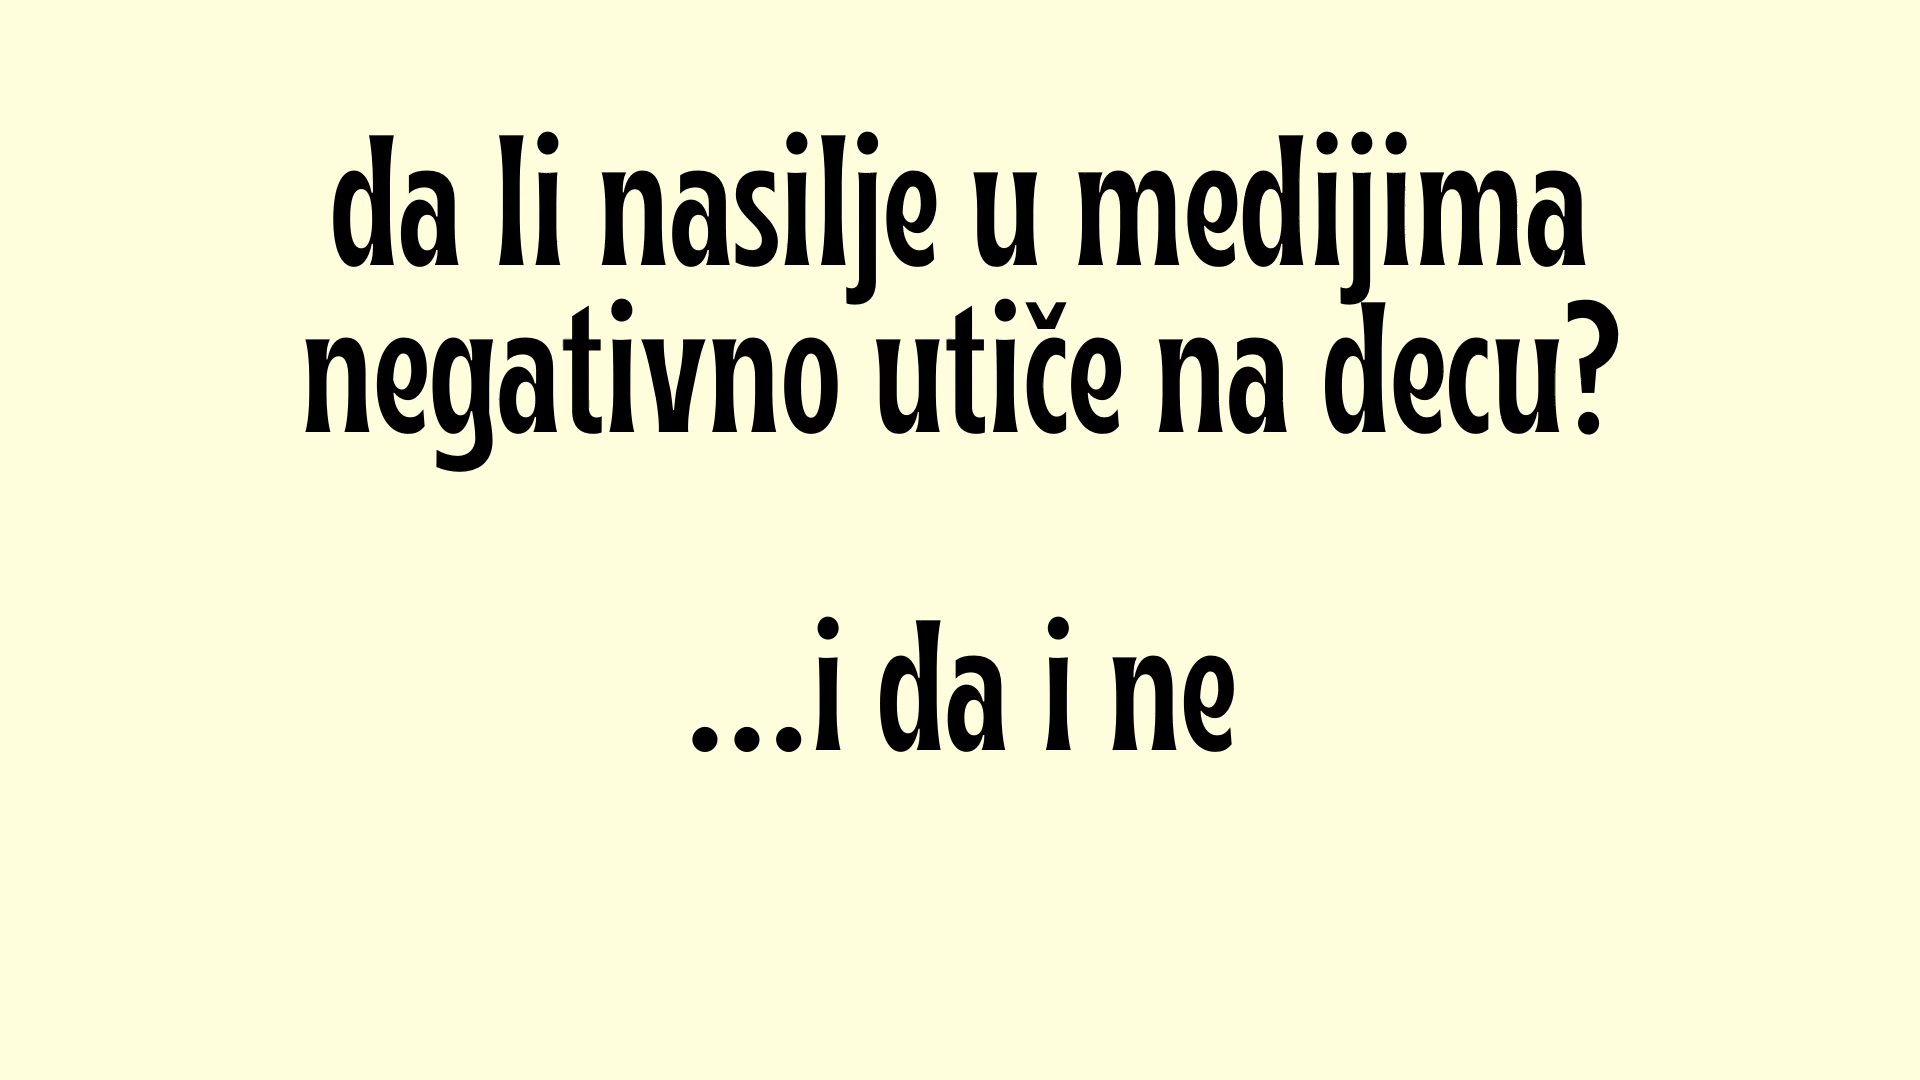 da li nasilje u medijima
negativno utiče na decu?
...i da i ne